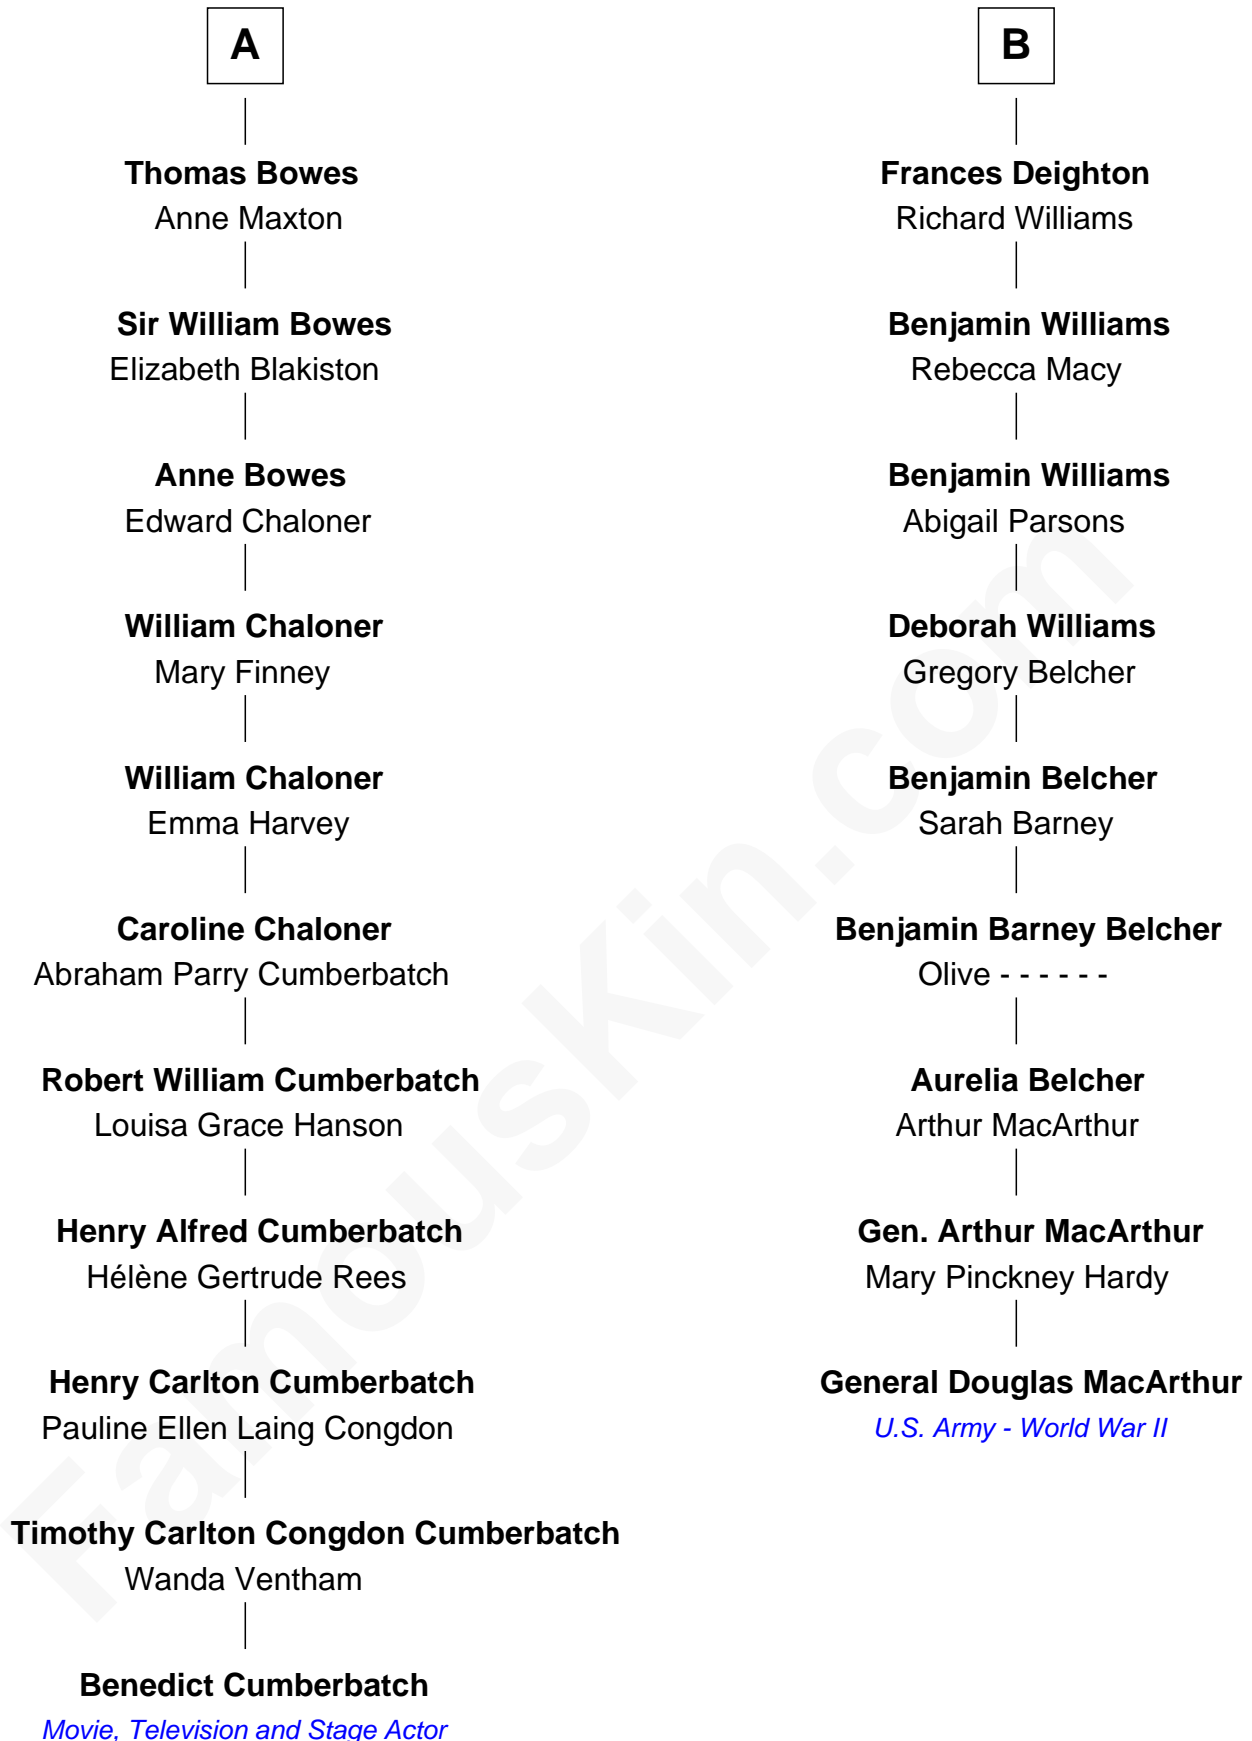 A
Thomas Bowes
Anne Maxton
Sir William Bowes
Elizabeth Blakiston
Anne Bowes
Edward Chaloner
William Chaloner
Mary Finney
William Chaloner
Emma Harvey
Caroline Chaloner
Abraham Parry Cumberbatch
Robert William Cumberbatch
Louisa Grace Hanson
Henry Alfred Cumberbatch
Hélène Gertrude Rees
Henry Carlton Cumberbatch
Pauline Ellen Laing Congdon
Timothy Carlton Congdon Cumberbatch
Wanda Ventham
Benedict Cumberbatch
Movie, Television and Stage Actor
B
Frances Deighton
Richard Williams
Benjamin Williams
Rebecca Macy
Benjamin Williams
Abigail Parsons
Deborah Williams
Gregory Belcher
Benjamin Belcher
Sarah Barney
Benjamin Barney Belcher
Olive - - - - - -
Aurelia Belcher
Arthur MacArthur
Gen. Arthur MacArthur
Mary Pinckney Hardy
General Douglas MacArthur
U.S. Army - World War II
FamousKin.com